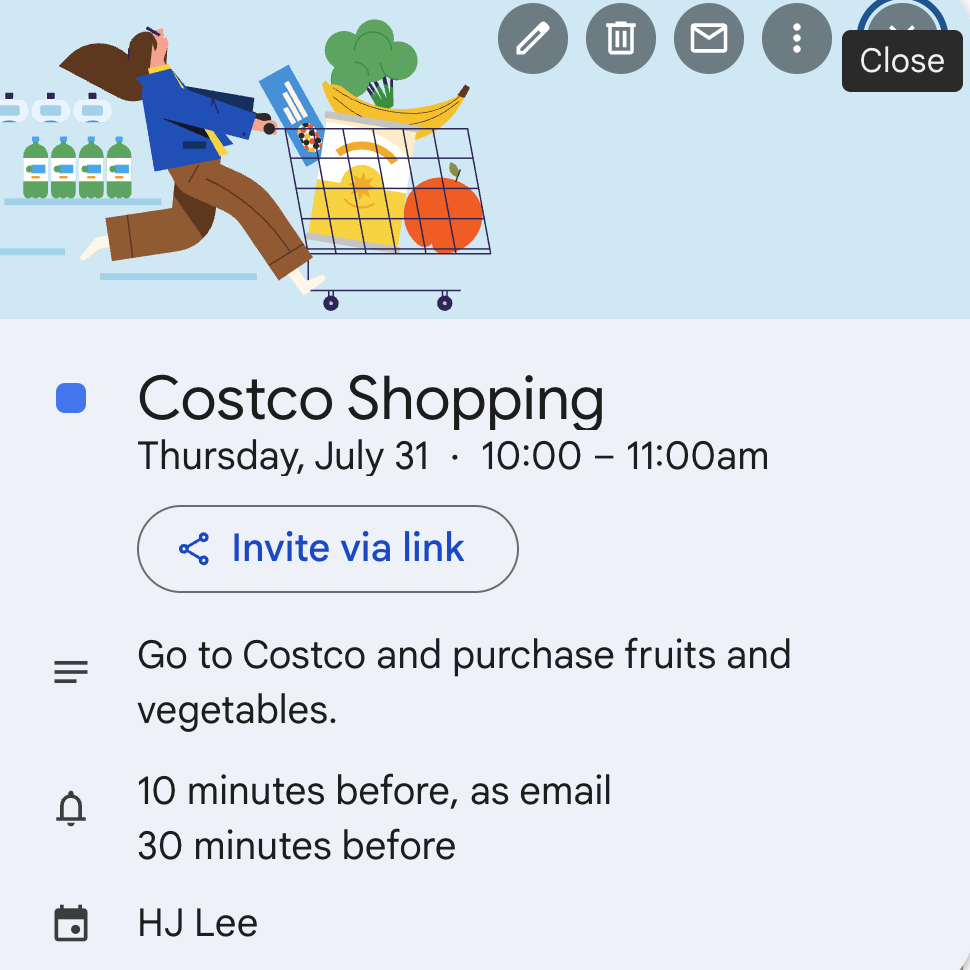 Close
Costco Shopping
Thursday, July 31 · 10:00 – 11:00am
Invite via link
Go to Costco and purchase fruits and
vegetables.
10 minutes before, as email
30 minutes before
HJ Lee